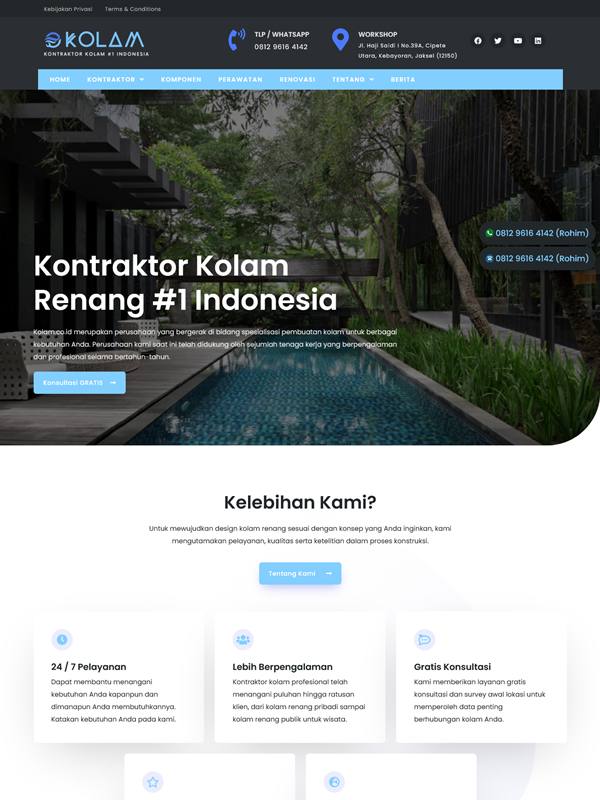 Kebijakan Privasi Terms & Conditions
KOLAM
KONTRAKTOR KOLAM #1 INDONESIA
TLP / WHATSAPP
0812 9616 4142
WORKSHOP
Jl. Haji Saidi I No.39A, Cipete
Utara, Kebayoran, Jaksel (12150)
HOME KONTRAKTOR KOMPONEN PERAWATAN RENOVASI TENTANG BERITA
0812 9616 4142 (Rohim)
0812 9616 4142 (Rohim)
Kontraktor Kolam
Renang #1 Indonesia
Kolam.co.id merupakan perusahaan yang bergerak di bidang spesialisasi pembuatan kolam untuk berbagai
kebutuhan Anda. Perusahaan kami saat ini telah didukung oleh sejumlah tenaga kerja yang berpengalaman
dan profesional selama bertahun-tahun.
Konsultasi GRATIS
Kelebihan Kami?
Untuk mewujudkan design kolam renang sesuai dengan konsep yang Anda inginkan, kami
mengutamakan pelayanan, kualitas serta ketelitian dalam proses konstruksi.
Tentang Kami
24 / 7 Pelayanan
Dapat membantu menangani
kebutuhan Anda kapanpun dan
dimanapun Anda membutuhkannya.
Katakan kebutuhan Anda pada kami.
Lebih Berpengalaman
Kontraktor kolam profesional telah
menangani puluhan hingga ratusan
klien, dari kolam renang pribadi sampai
kolam renang publik untuk wisata.
Gratis Konsultasi
Kami memberikan layanan gratis
konsultasi dan survey awal lokasi untuk
memperoleh data penting
berhubungan kolam Anda.